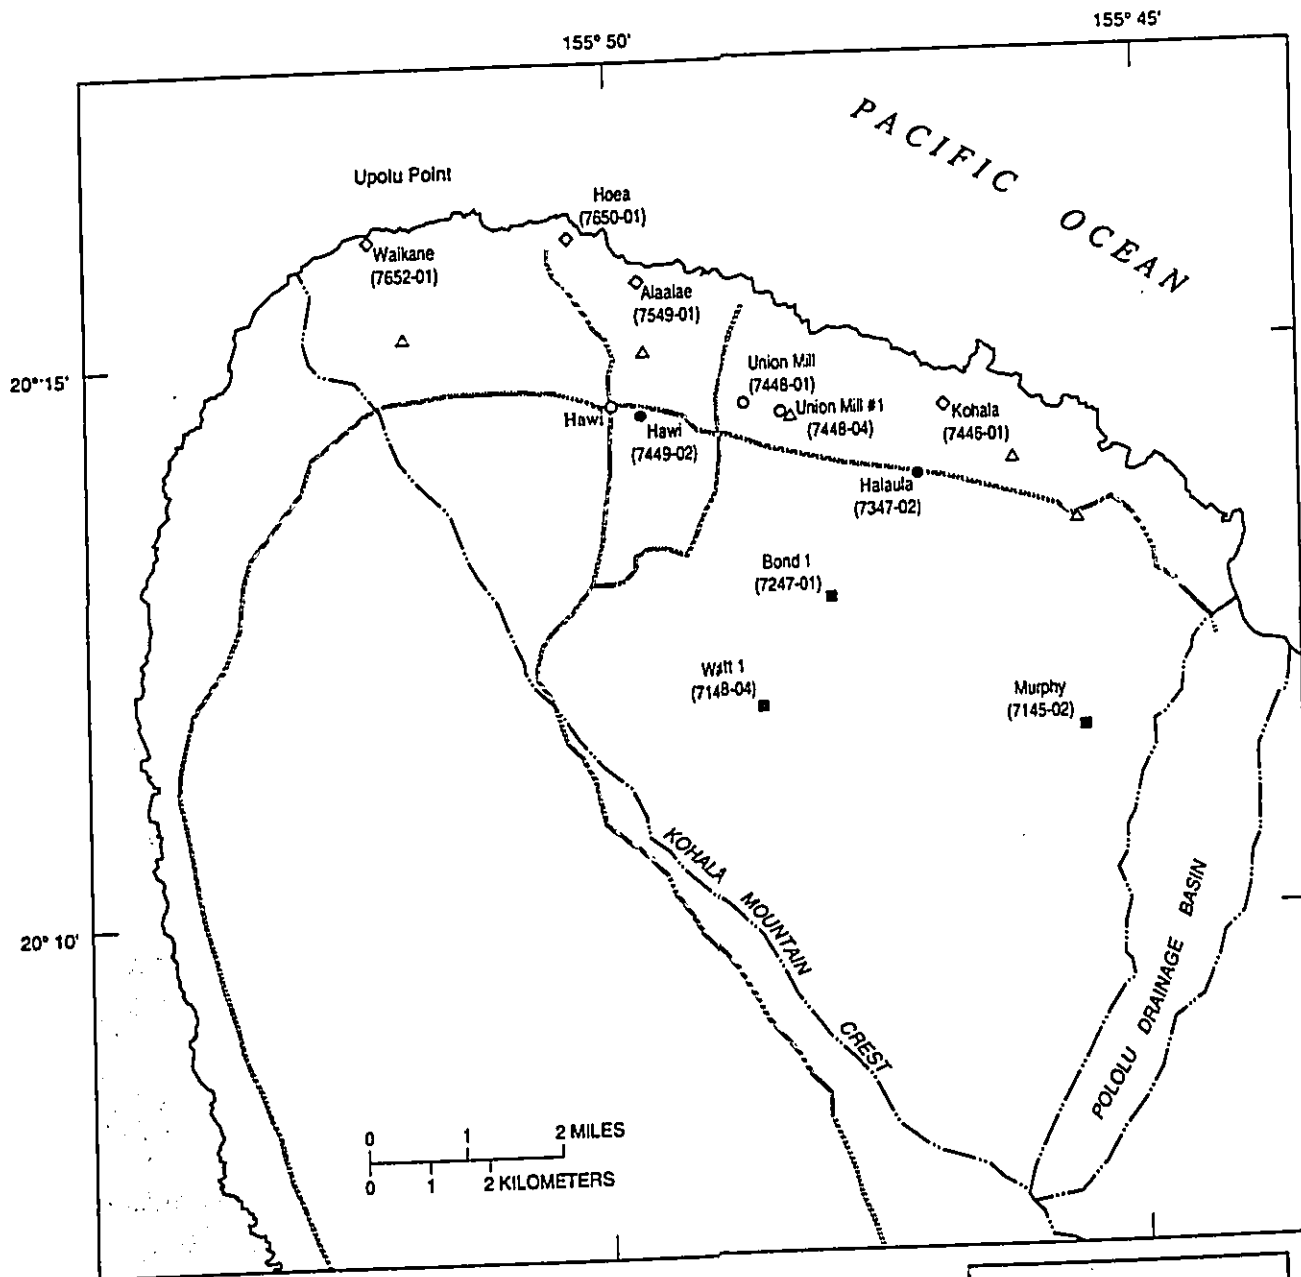 155° 50'
155° 45'
PACIFIC OCEAN
Upolu Point
Hoea
(7650-01)
Waikane
(7652-01)
Alaalae
(7549-01)
20° 15'
Union Mill
(7448-01)
Union Mill #1
(7448-04)
Kohala
(7446-01)
Hawi
Hawi
(7449-02)
Halaula
(7347-02)
Bond 1
(7247-01)
Watt 1
(7148-04)
Murphy
(7145-02)
KOHALA MOUNTAIN CREST
POLOLU DRAINAGE BASIN
20° 10'
0 1 2 MILES
0 1 2 KILOMETERS